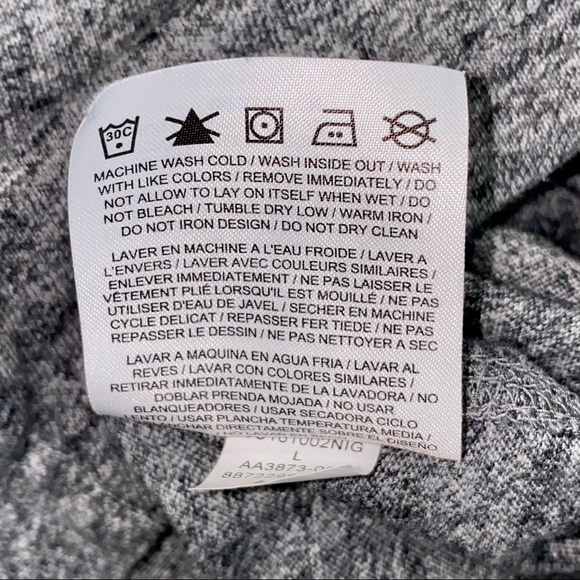 30C
MACHINE WASH COLD / WASH INSIDE OUT / WASH
WITH LIKE COLORS / REMOVE IMMEDIATELY / DO
NOT ALLOW TO LAY ON ITSELF WHEN WET / DO
NOT BLEACH / TUMBLE DRY LOW / WARM IRON /
DO NOT IRON DESIGN / DO NOT DRY CLEAN
LAVER EN MACHINE A L'EAU FROIDE / LAVER A
L'ENVERS / LAVER AVEC COULEURS SIMILAIRES /
ENLEVER IMMEDIATEMENT / NE PAS LAISSER LE
VÊTEMENT PLIÉ LORSQU'IL EST MOUILLÉ / NE PAS
UTILISER D'EAU DE JAVEL / SECHER EN MACHINE
CYCLE DELICAT / REPASSER FER TIEDE / NE PAS
REPASSER LE DESSIN / NE PAS NETTOYER A SEC
LAVAR A MAQUINA EN AGUA FRIA / LAVAR AL
REVES / LAVAR CON COLORES SIMILARES /
RETIRAR INMEDIATAMENTE DE LA LAVADORA / NO
DOBLAR PRENDA MOJADA / NO USAR
BLANQUEADORES / USAR SECADORA CICLO
LENTO / USAR PLANCHA TEMPERATURA MEDIA /
DIRECTAMENTE SOBRE EL DISEÑO
L
AA3873-0